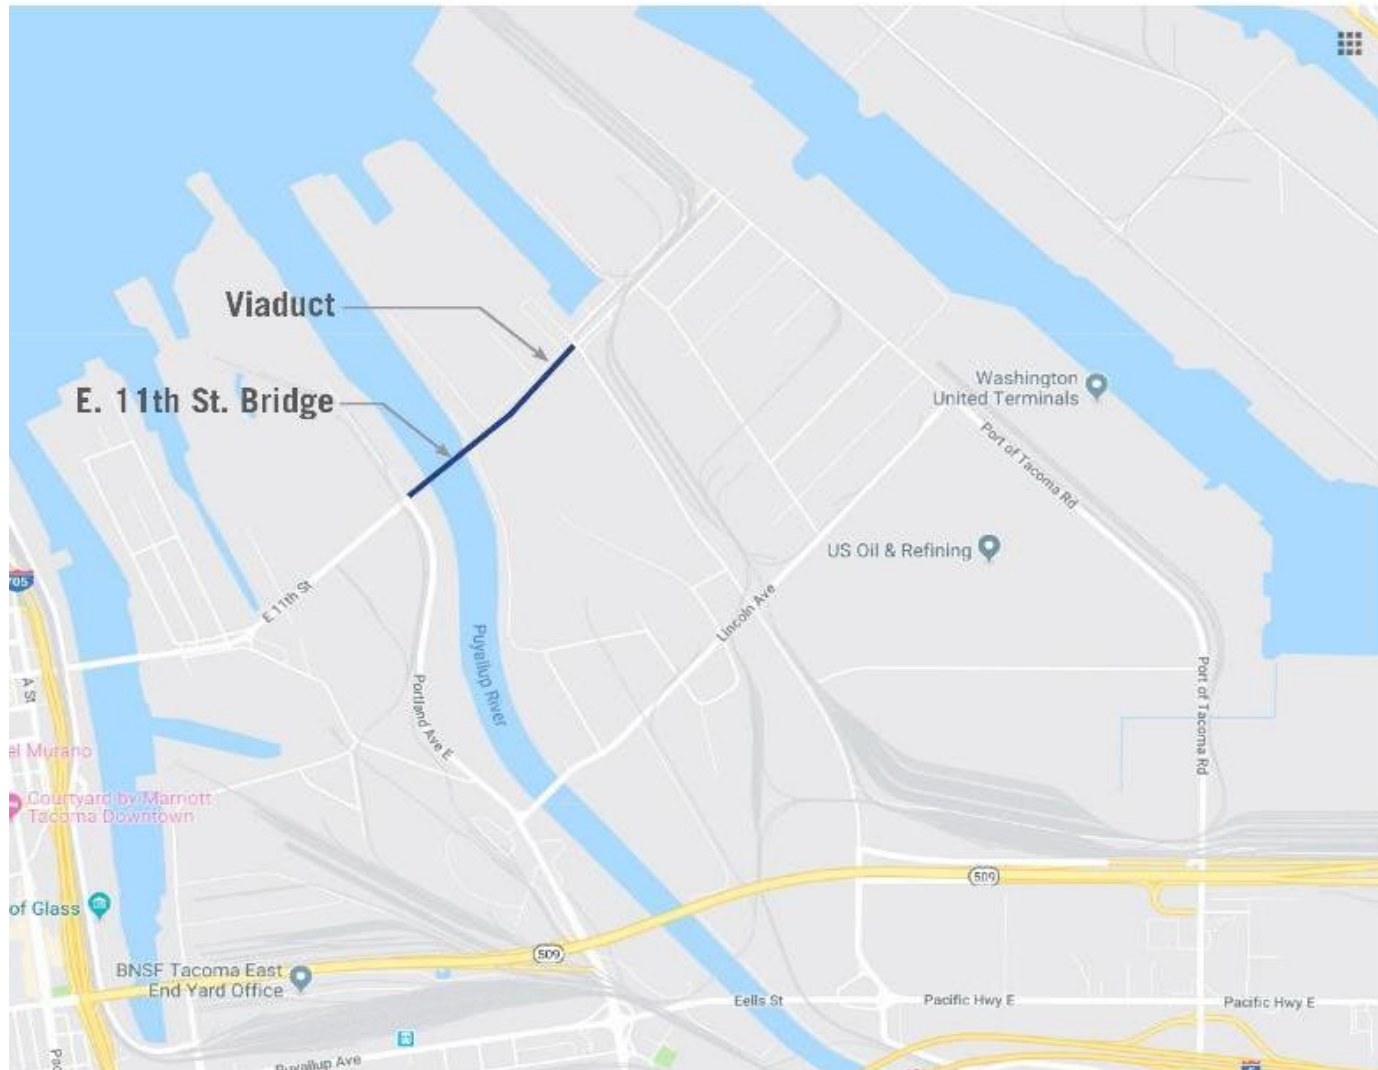 Viaduct
E. 11th St. Bridge
Washington
United Terminals
Port of Tacoma Rd
US Oil & Refining
705
E 11th St
Lincoln Ave
Puyallup River
A St
Portland Ave E
Port of Tacoma Rd
el Murano
Courtyard by Marriott
Tacoma Downtown
509
of Glass
509
BNSF Tacoma East
End Yard Office
Eells St
Pacific Hwy E
Pacific Hwy E
Puyallup Ave
Pac
5